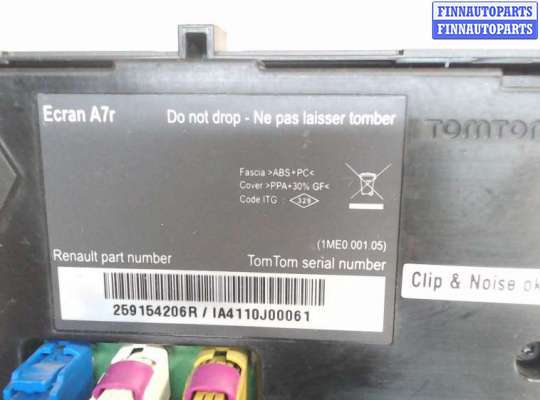 FINNAUTOPARTS
FINNAUTOPARTS
Ecran A7r
Do not drop - Ne pas laisser tomber
TOMTOM
Fascia >ABS+PC<
Cover >PPA+30% GF<
Code ITG : 328
(1ME0 001.05)
Renault part number
TomTom serial number
Clip & Noise ok
259154206R / IA4110J00061